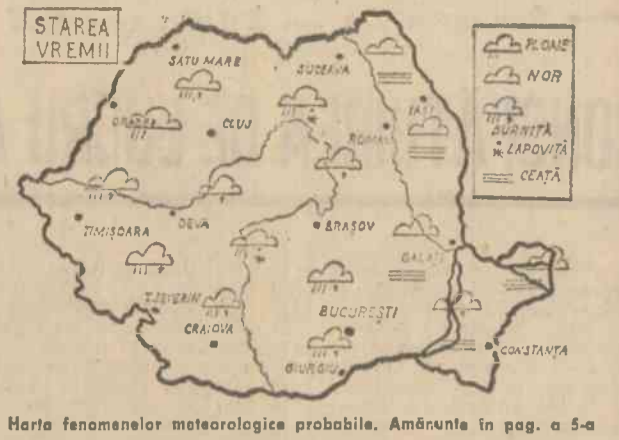 STAREA
VREMII
PLOAIE
NOR
BURNIȚĂ
LAPOVIȚĂ
CEAȚĂ
SATU MARE
SUCEAVA
IAȘI
ORADEA
CLUJ
ROMAN
TIMIȘOARA
DEVA
BRAȘOV
GALAȚI
T.SEVERIN
CRAIOVA
BUCUREȘTI
GIURGIU
CONSTANȚA
Harta fenomenelor meteorologice probabile. Amănunte în pag. a 5-a